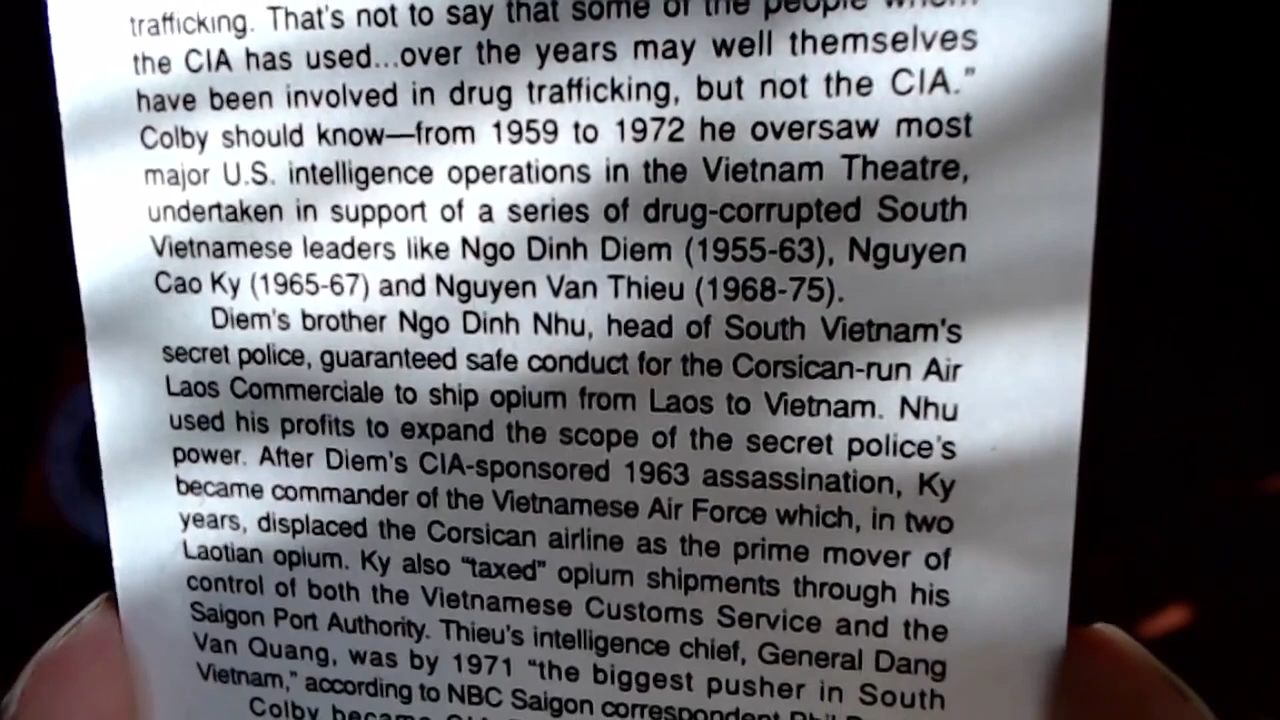 trafficking. That's not to say that some of the people whom
the CIA has used...over the years may well themselves
have been involved in drug trafficking, but not the CIA."
Colby should know—from 1959 to 1972 he oversaw most
major U.S. intelligence operations in the Vietnam Theatre,
undertaken in support of a series of drug-corrupted South
Vietnamese leaders like Ngo Dinh Diem (1955-63), Nguyen
Cao Ky (1965-67) and Nguyen Van Thieu (1968-75).
Diem's brother Ngo Dinh Nhu, head of South Vietnam's
secret police, guaranteed safe conduct for the Corsican-run Air
Laos Commerciale to ship opium from Laos to Vietnam. Nhu
used his profits to expand the scope of the secret police's
power. After Diem's CIA-sponsored 1963 assassination, Ky
became commander of the Vietnamese Air Force which, in two
years, displaced the Corsican airline as the prime mover of
Laotian opium. Ky also "taxed" opium shipments through his
control of both the Vietnamese Customs Service and the
Saigon Port Authority. Thieu's intelligence chief, General Dang
Van Quang, was by 1971 "the biggest pusher in South
Vietnam," according to NBC Saigon correspondent
Colby became